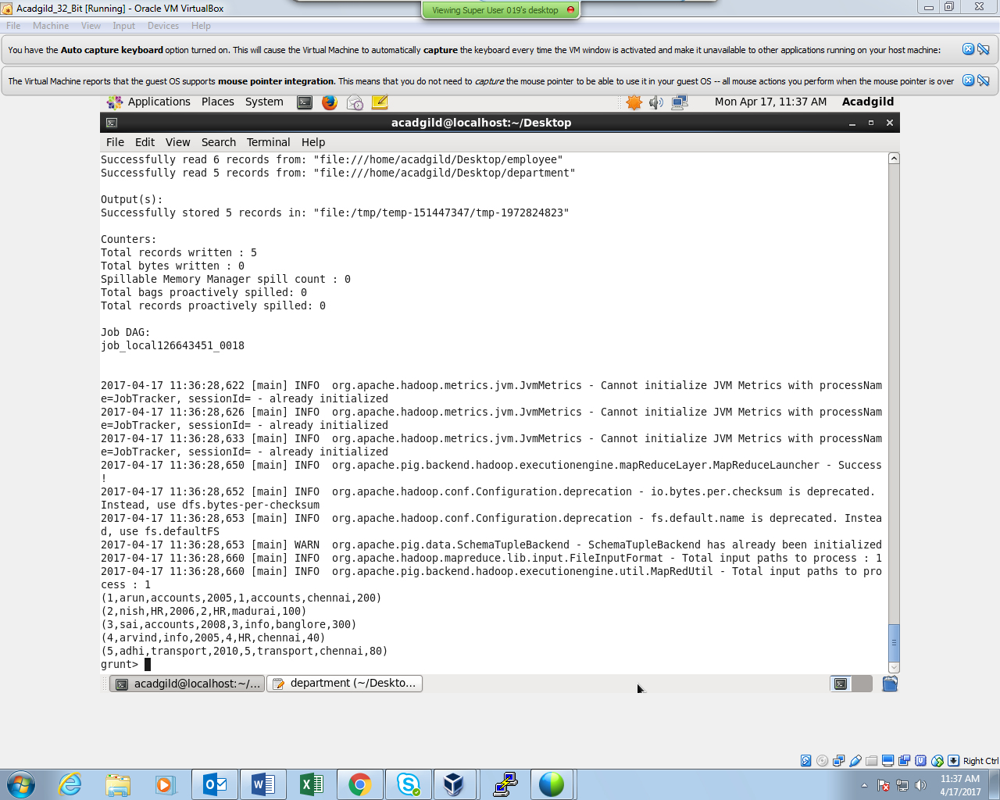 Acadgild_32_Bit [Running] - Oracle VM VirtualBox
Viewing Super User 019's desktop
File Machine View Input Devices Help
You have the Auto capture keyboard option turned on. This will cause the Virtual Machine to automatically capture the keyboard every time the VM window is activated and make it unavailable to other applications running on your host machine:
The Virtual Machine reports that the guest OS supports mouse pointer integration. This means that you do not need to capture the mouse pointer to be able to use it in your guest OS -- all mouse actions you perform when the mouse pointer is over
Applications Places System Mon Apr 17, 11:37 AM Acadgild
acadgild@localhost:~/Desktop
File Edit View Search Terminal Help
Successfully read 6 records from: "file:///home/acadgild/Desktop/employee"
Successfully read 5 records from: "file:///home/acadgild/Desktop/department"
Output(s):
Successfully stored 5 records in: "file:/tmp/temp-151447347/tmp-1972824823"
Counters:
Total records written : 5
Total bytes written : 0
Spillable Memory Manager spill count : 0
Total bags proactively spilled: 0
Total records proactively spilled: 0
Job DAG:
job_local126643451_0018
2017-04-17 11:36:28,622 [main] INFO  org.apache.hadoop.metrics.jvm.JvmMetrics - Cannot initialize JVM Metrics with processNam
e=JobTracker, sessionId= - already initialized
2017-04-17 11:36:28,626 [main] INFO  org.apache.hadoop.metrics.jvm.JvmMetrics - Cannot initialize JVM Metrics with processNam
e=JobTracker, sessionId= - already initialized
2017-04-17 11:36:28,633 [main] INFO  org.apache.hadoop.metrics.jvm.JvmMetrics - Cannot initialize JVM Metrics with processNam
e=JobTracker, sessionId= - already initialized
2017-04-17 11:36:28,650 [main] INFO  org.apache.pig.backend.hadoop.executionengine.mapReduceLayer.MapReduceLauncher - Success
!
2017-04-17 11:36:28,652 [main] INFO  org.apache.hadoop.conf.Configuration.deprecation - io.bytes.per.checksum is deprecated.
Instead, use dfs.bytes-per-checksum
2017-04-17 11:36:28,653 [main] INFO  org.apache.hadoop.conf.Configuration.deprecation - fs.default.name is deprecated. Instea
d, use fs.defaultFS
2017-04-17 11:36:28,653 [main] WARN  org.apache.pig.data.SchemaTupleBackend - SchemaTupleBackend has already been initialized
2017-04-17 11:36:28,660 [main] INFO  org.apache.hadoop.mapreduce.lib.input.FileInputFormat - Total input paths to process : 1
2017-04-17 11:36:28,660 [main] INFO  org.apache.pig.backend.hadoop.executionengine.util.MapRedUtil - Total input paths to pro
cess : 1
(1,arun,accounts,2005,1,accounts,chennai,200)
(2,nish,HR,2006,2,HR,madurai,100)
(3,sai,accounts,2008,3,info,banglore,300)
(4,arvind,info,2005,4,HR,chennai,40)
(5,adhi,transport,2010,5,transport,chennai,80)
grunt>
acadgild@localhost:~/... department (~/Deskto...
Right Ctrl
11:37 AM
4/17/2017